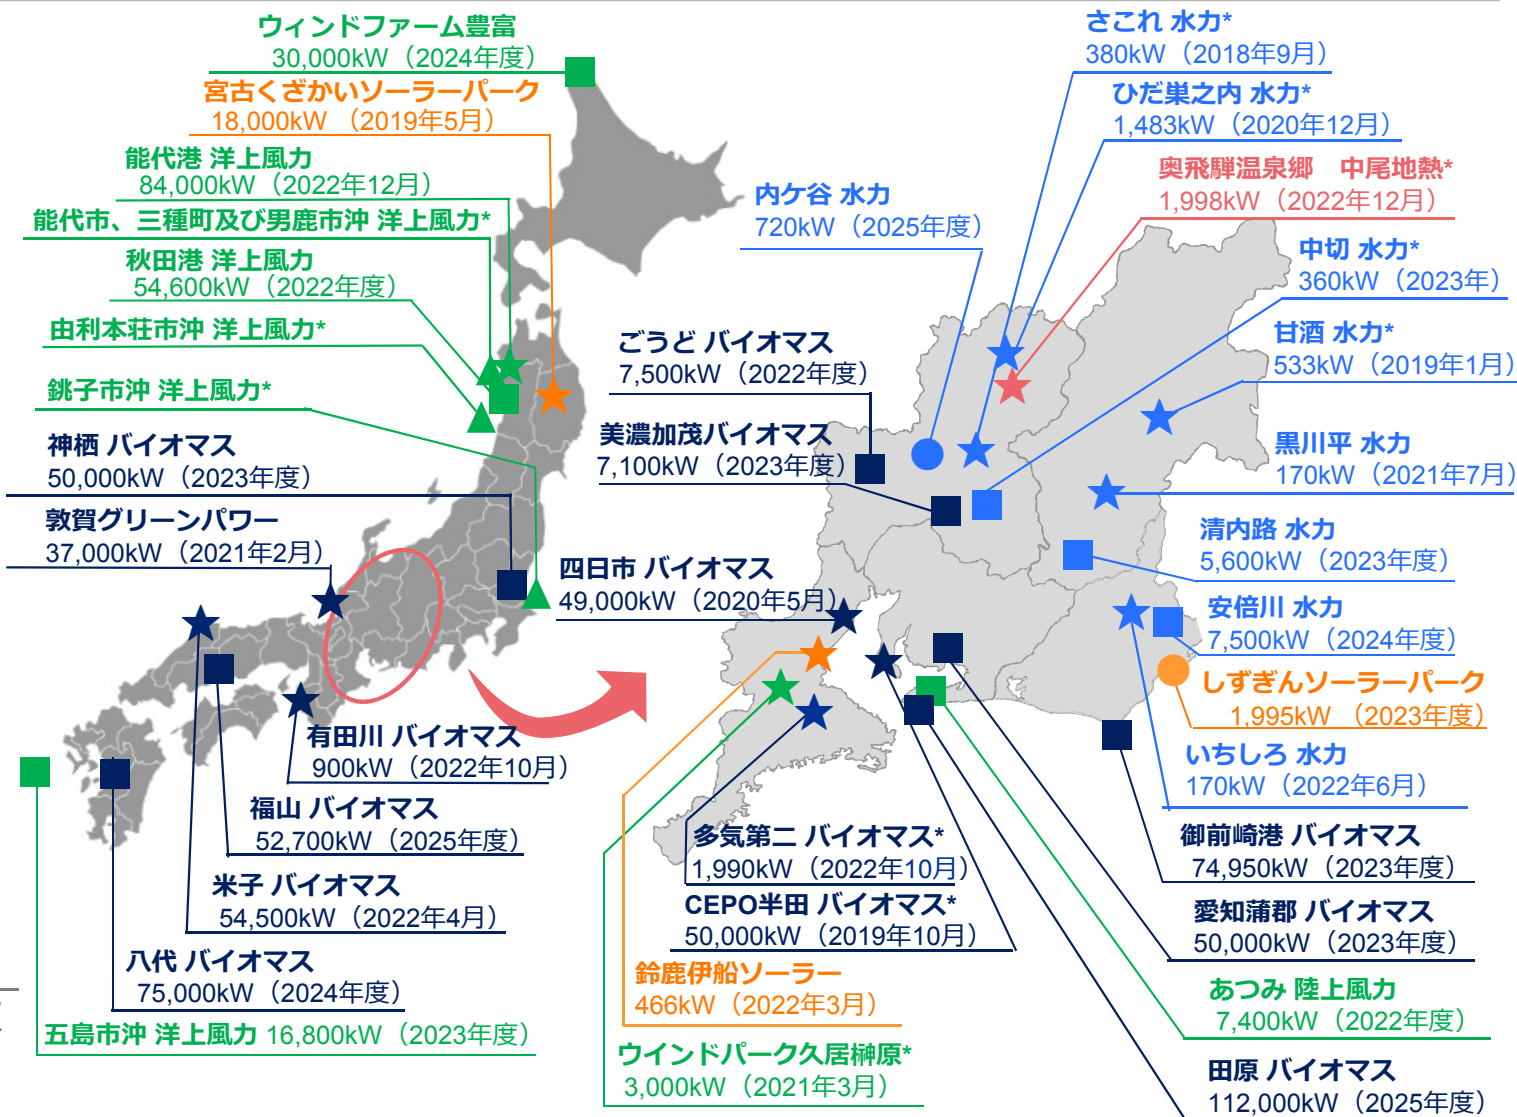 ウィンドファーム豊富
30,000kW（2024年度）
宮古くざかいソーラーパーク
18,000kW（2019年5月）
能代港 洋上風力
84,000kW（2022年12月）
能代市、三種町及び男鹿市沖 洋上風力*
秋田港 洋上風力
54,600kW（2022年度）
由利本荘市沖 洋上風力*
銚子市沖 洋上風力*
神栖 バイオマス
50,000kW（2023年度）
敦賀グリーンパワー
37,000kW（2021年2月）
有田川 バイオマス
900kW（2022年10月）
福山 バイオマス
52,700kW（2025年度）
米子 バイオマス
54,500kW（2022年4月）
八代 バイオマス
75,000kW（2024年度）
五島市沖 洋上風力 16,800kW（2023年度）
さこれ 水力*
380kW（2018年9月）
ひだ巣之内 水力*
1,483kW（2020年12月）
奥飛騨温泉郷　中尾地熱*
1,998kW（2022年12月）
内ケ谷 水力
720kW（2025年度）
中切 水力*
360kW（2023年）
ごうど バイオマス
7,500kW（2022年度）
甘酒 水力*
533kW（2019年1月）
美濃加茂バイオマス
7,100kW（2023年度）
黒川平 水力
170kW（2021年7月）
清内路 水力
5,600kW（2023年度）
四日市 バイオマス
49,000kW（2020年5月）
安倍川 水力
7,500kW（2024年度）
しずぎんソーラーパーク
1,995kW （2023年度）
いちしろ 水力
170kW（2022年6月）
御前崎港 バイオマス
74,950kW（2023年度）
多気第二 バイオマス*
1,990kW（2022年10月）
CEPO半田 バイオマス*
50,000kW（2019年10月）
愛知蒲郡 バイオマス
50,000kW（2023年度）
鈴鹿伊船ソーラー
466kW（2022年3月）
あつみ 陸上風力
7,400kW（2022年度）
ウインドパーク久居榊原*
3,000kW（2021年3月）
田原 バイオマス
112,000kW（2025年度）